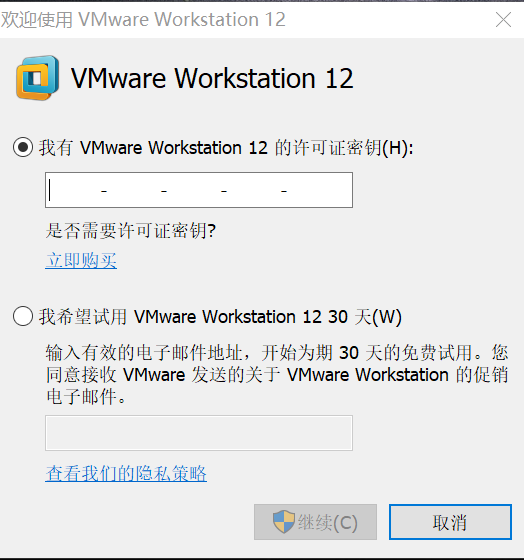 欢迎使用 VMware Workstation 12
VMware Workstation 12
我有 VMware Workstation 12 的许可证密钥(H):
- - - -
是否需要许可证密钥?
立即购买
我希望试用 VMware Workstation 12 30 天(W)
输入有效的电子邮件地址，开始为期 30 天的免费试用。您
同意接收 VMware 发送的关于 VMware Workstation 的促销
电子邮件。
查看我们的隐私策略
继续(C)
取消